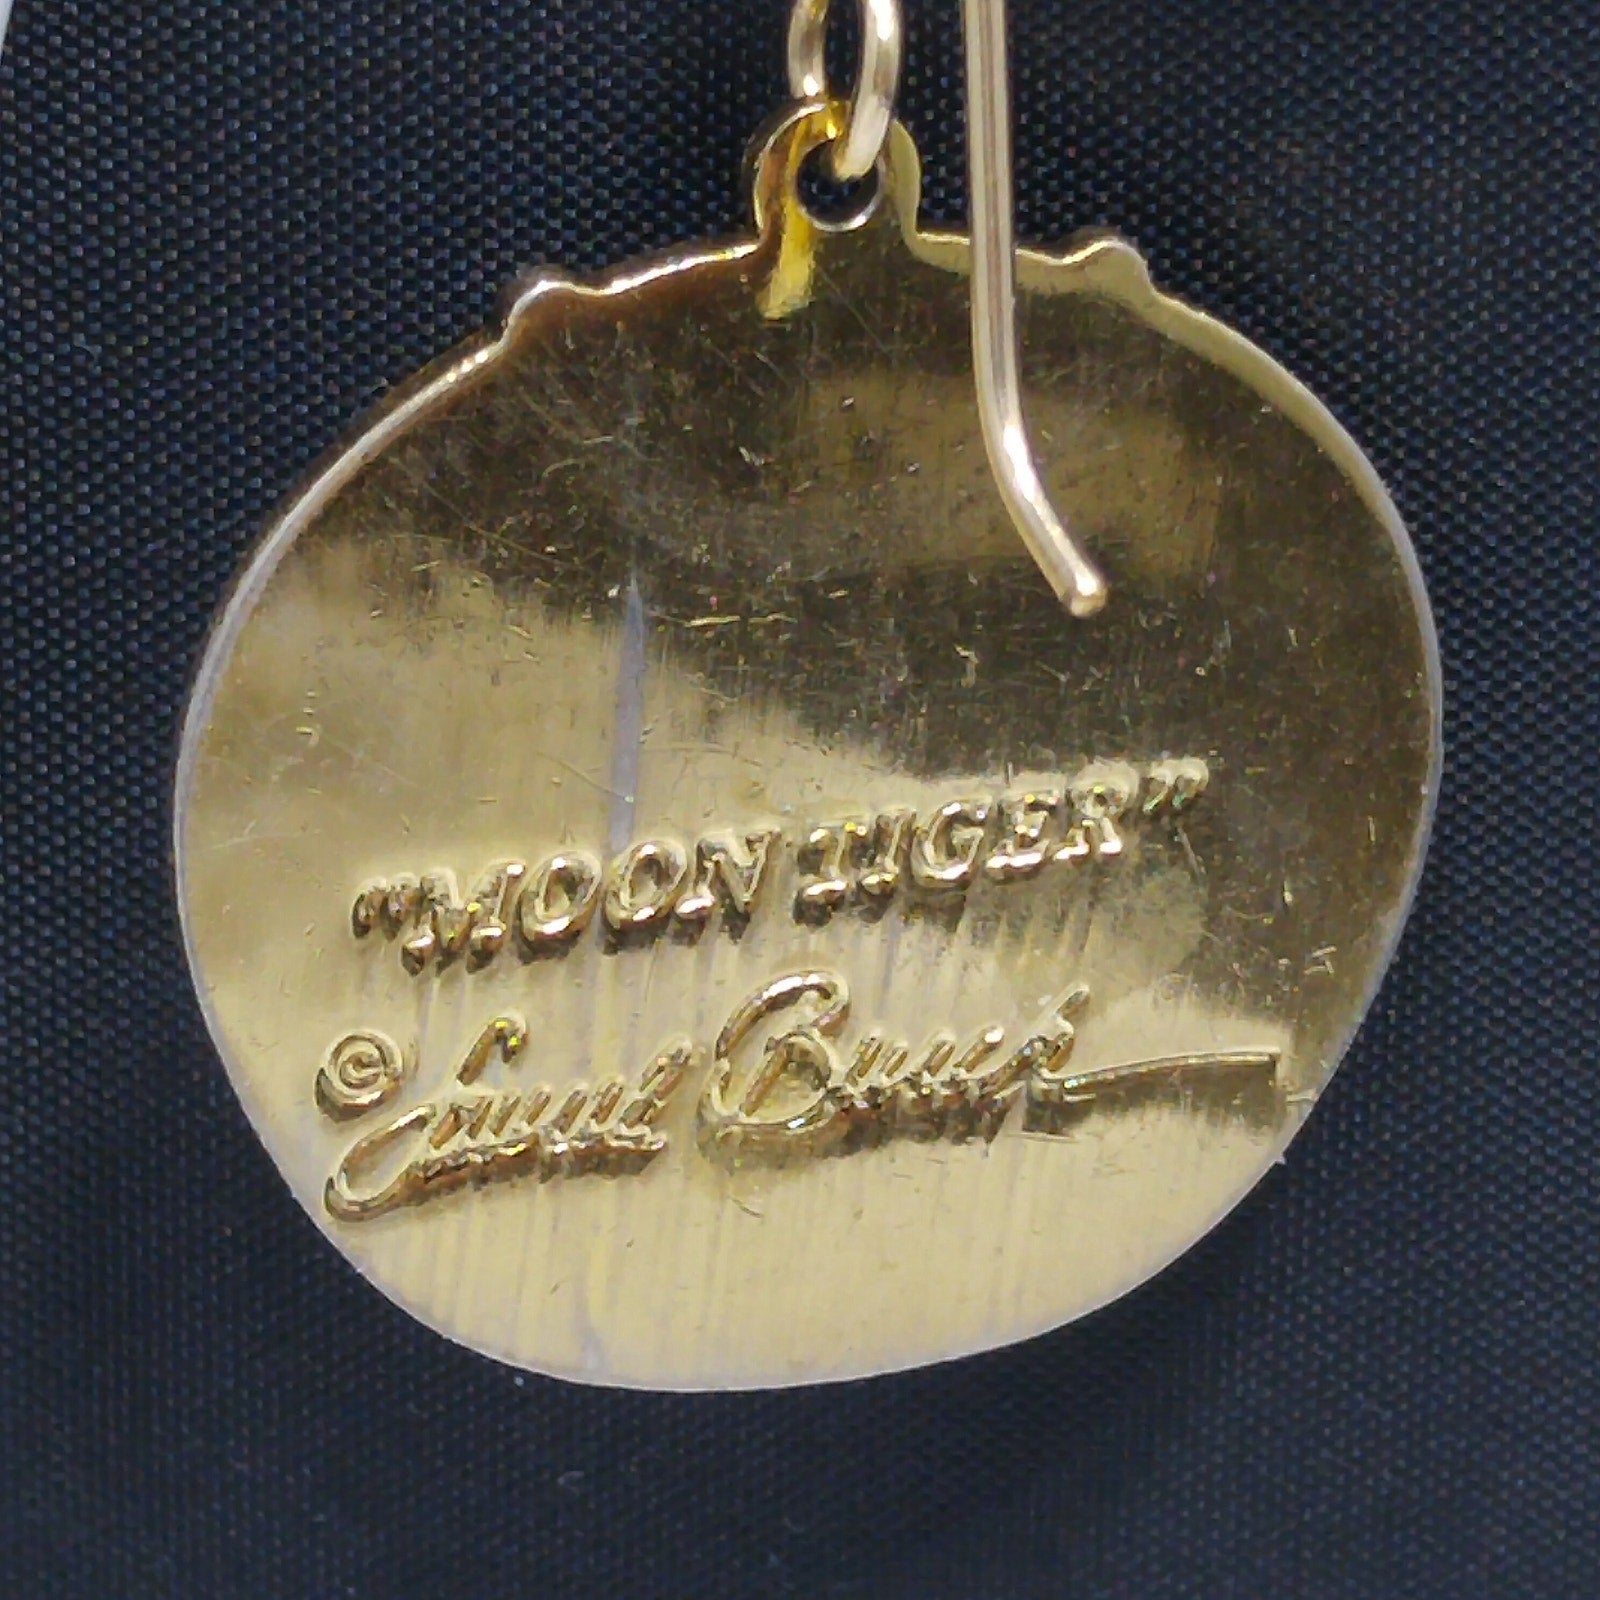 "MOON TIGER"
© Laurel Burch